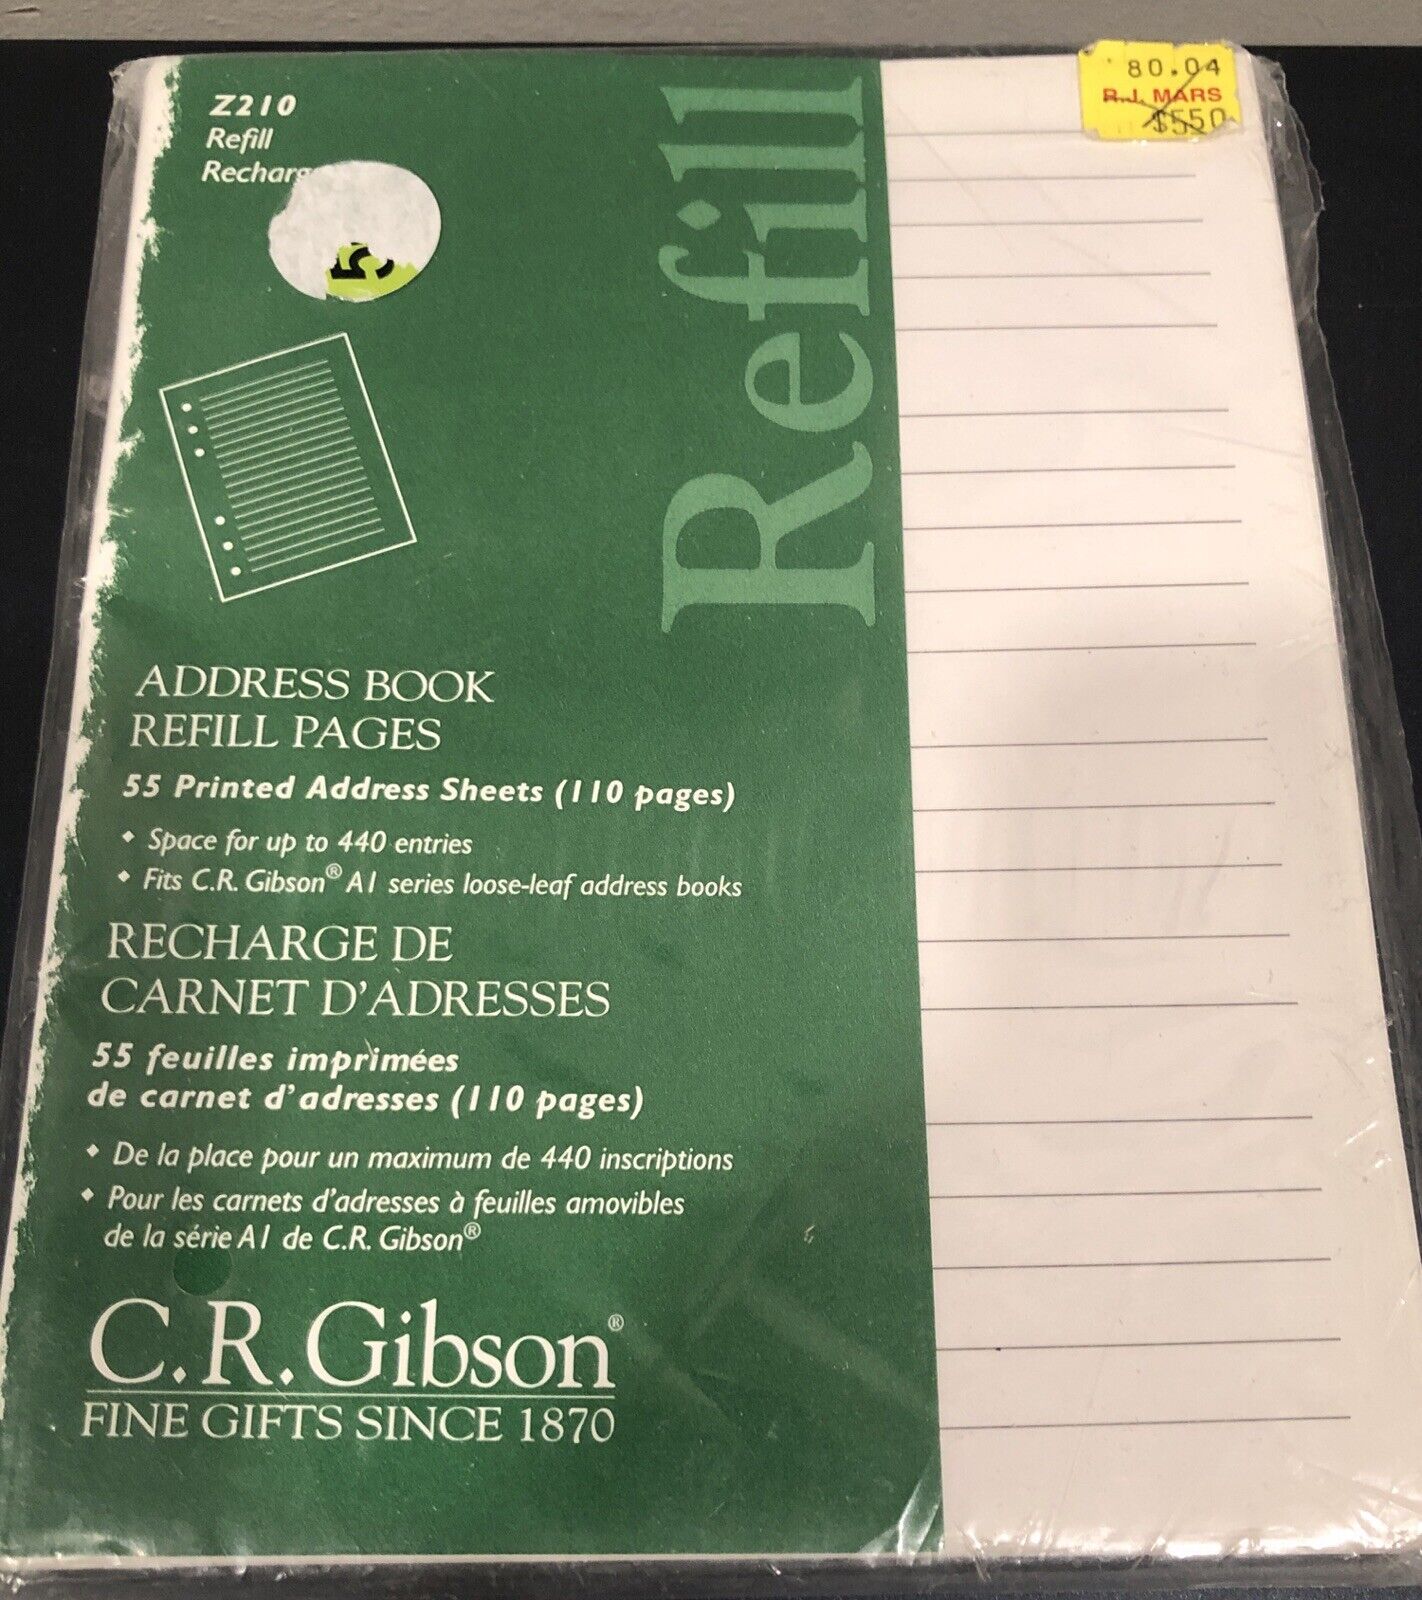 Z210
Refill
Recharg
80.04
R.J. MARS
$550
5
Refill
ADDRESS BOOK
REFILL PAGES
55 Printed Address Sheets (110 pages)
• Space for up to 440 entries
• Fits C.R. Gibson® A1 series loose-leaf address books
RECHARGE DE
CARNET D'ADRESSES
55 feuilles imprimées
de carnet d'adresses (110 pages)
• De la place pour un maximum de 440 inscriptions
• Pour les carnets d'adresses à feuilles amovibles
de la série A1 de C.R. Gibson®
C.R. Gibson®
FINE GIFTS SINCE 1870